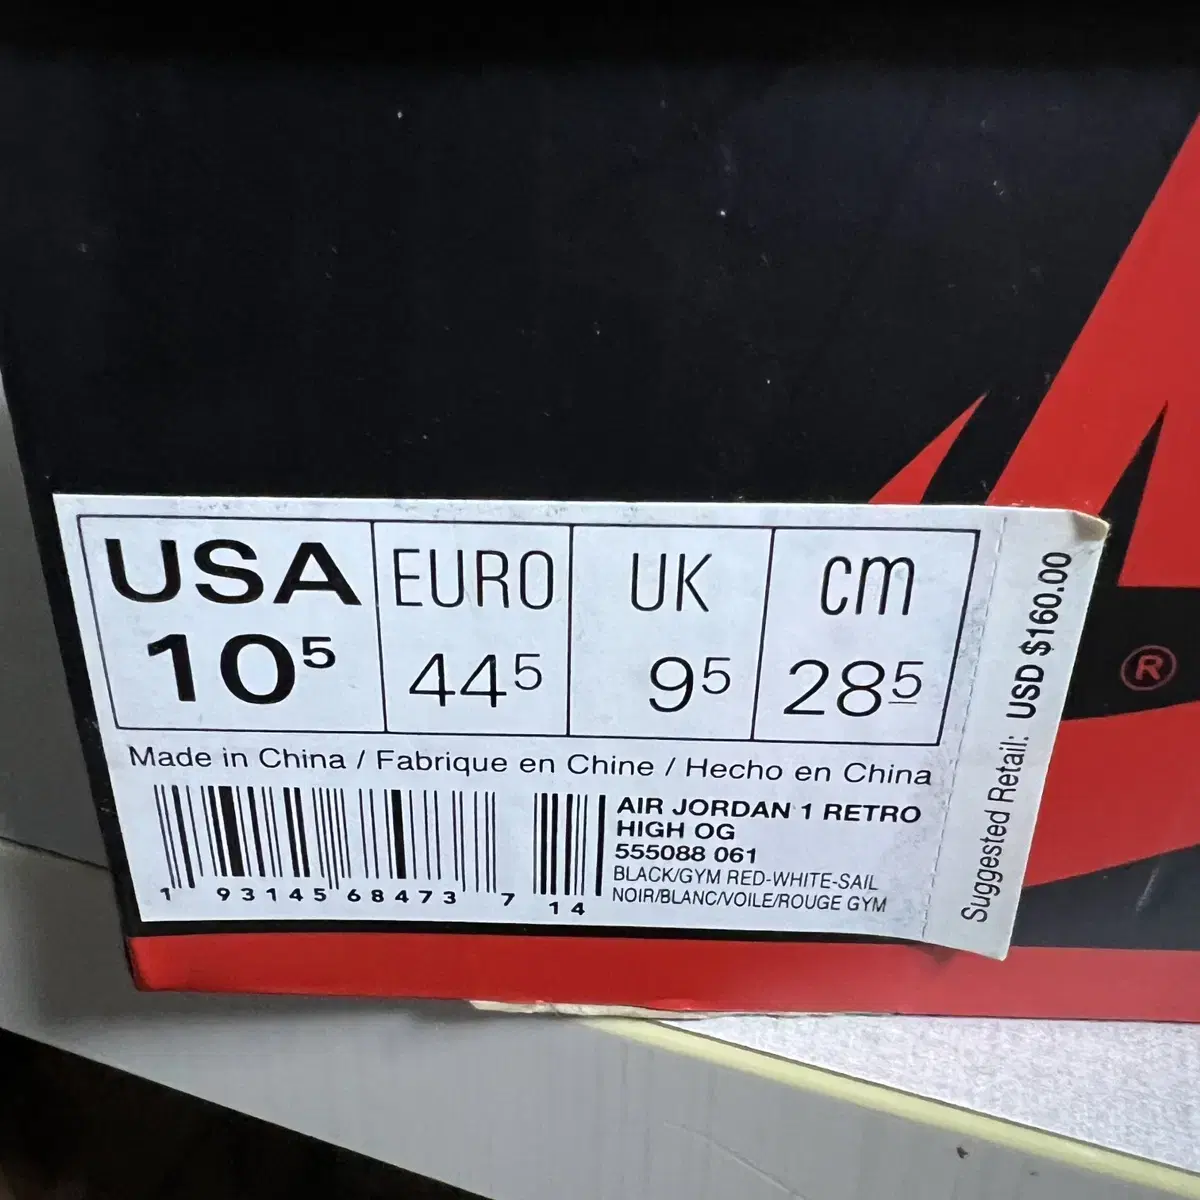 USA EURO UK cm
10⁵ 44⁵ 9⁵ 28⁵
Made in China / Fabrique en Chine / Hecho en China
AIR JORDAN 1 RETRO
HIGH OG
555088 061
BLACK/GYM RED-WHITE-SAIL
NOIR/BLANC/VOILE/ROUGE GYM
1 93145 68473 7 14
Suggested Retail: USD $160.00
®